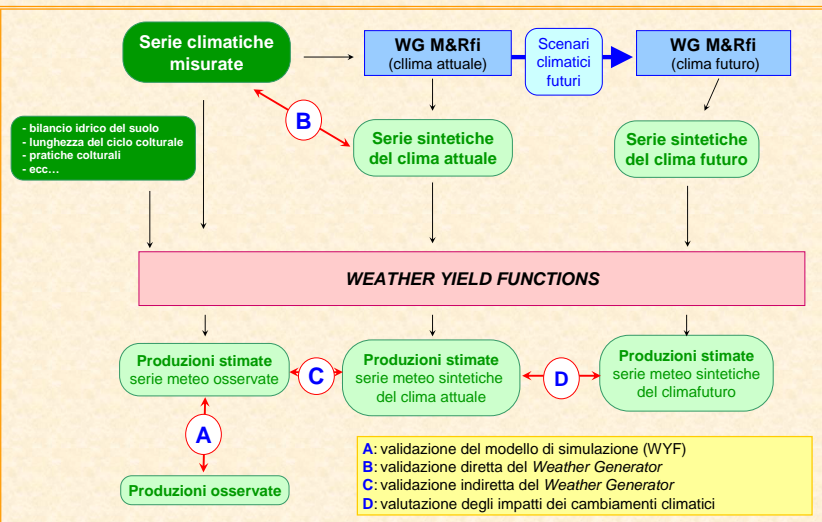 Serie climatiche
misurate
WG M&Rfi
(cllima attuale)
Scenari
climatici
futuri
WG M&Rfi
(clima futuro)
- bilancio idrico del suolo
- lunghezza del ciclo colturale
- pratiche colturali
- ecc...
B
Serie sintetiche
del clima attuale
Serie sintetiche
del clima futuro
WEATHER YIELD FUNCTIONS
Produzioni stimate
serie meteo osservate
C
Produzioni stimate
serie meteo sintetiche
del clima attuale
D
Produzioni stimate
serie meteo sintetiche
del climafuturo
A
Produzioni osservate
A: validazione del modello di simulazione (WYF)
B: validazione diretta del Weather Generator
C: validazione indiretta del Weather Generator
D: valutazione degli impatti dei cambiamenti climatici